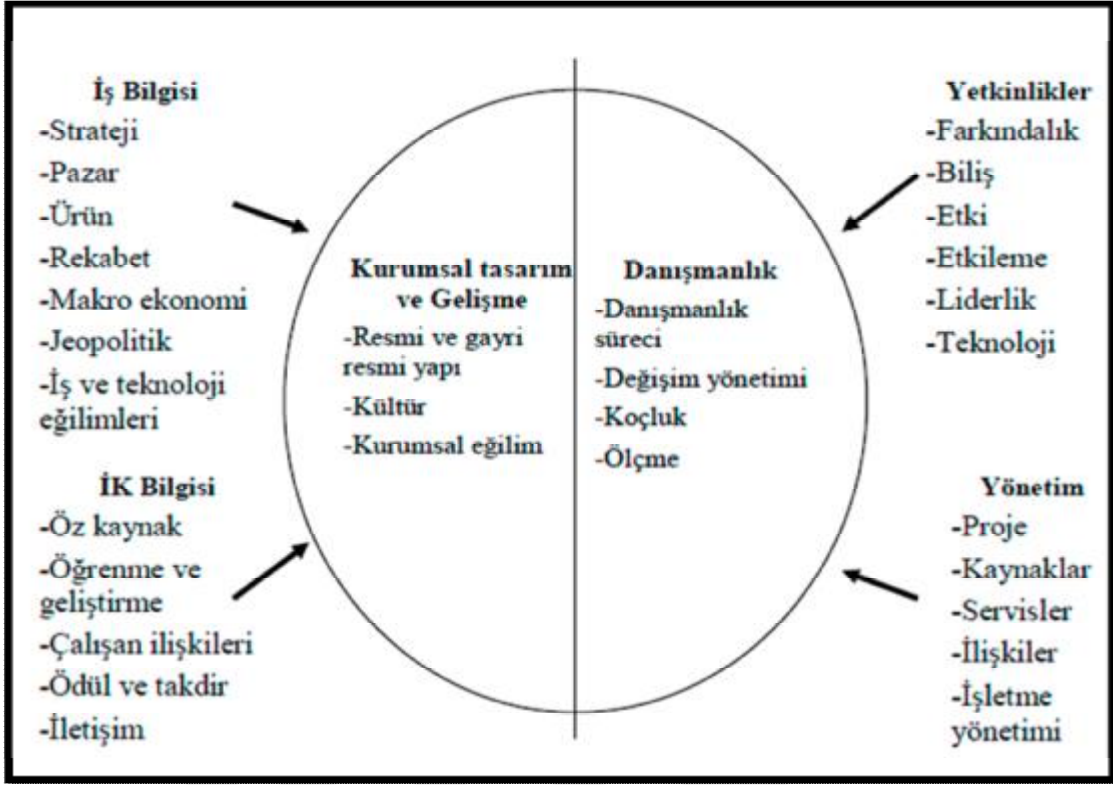 İş Bilgisi
-Strateji
-Pazar
-Ürün
-Rekabet
-Makro ekonomi
-Jeopolitik
-İş ve teknoloji
eğilimleri
İK Bilgisi
-Öz kaynak
-Öğrenme ve
geliştirme
-Çalışan ilişkileri
-Ödül ve takdir
-İletişim
Kurumsal tasarım
ve Gelişme
-Resmi ve gayri
resmi yapı
-Kültür
-Kurumsal eğilim
Danışmanlık
-Danışmanlık
süreci
-Değişim yönetimi
-Koçluk
-Ölçme
Yetkinlikler
-Farkındalık
-Biliş
-Etki
-Etkileme
-Liderlik
-Teknoloji
Yönetim
-Proje
-Kaynaklar
-Servisler
-İlişkiler
-İşletme
yönetimi